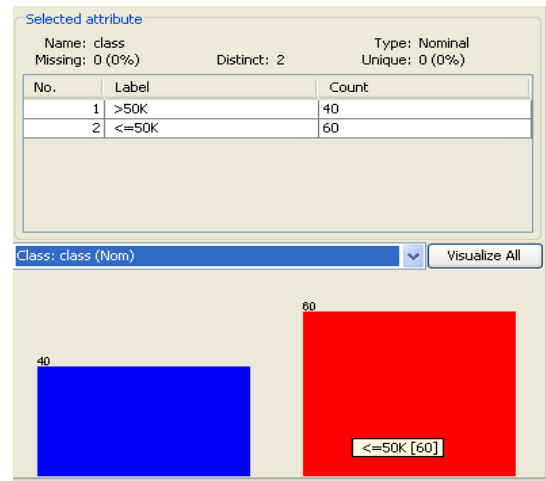 Selected attribute
Name: class Type: Nominal
Missing: 0 (0%) Distinct: 2 Unique: 0 (0%)
No. Label Count
1 >50K 40
2 <=50K 60
Class: class (Nom) Visualize All
60
40
<=50K [60]